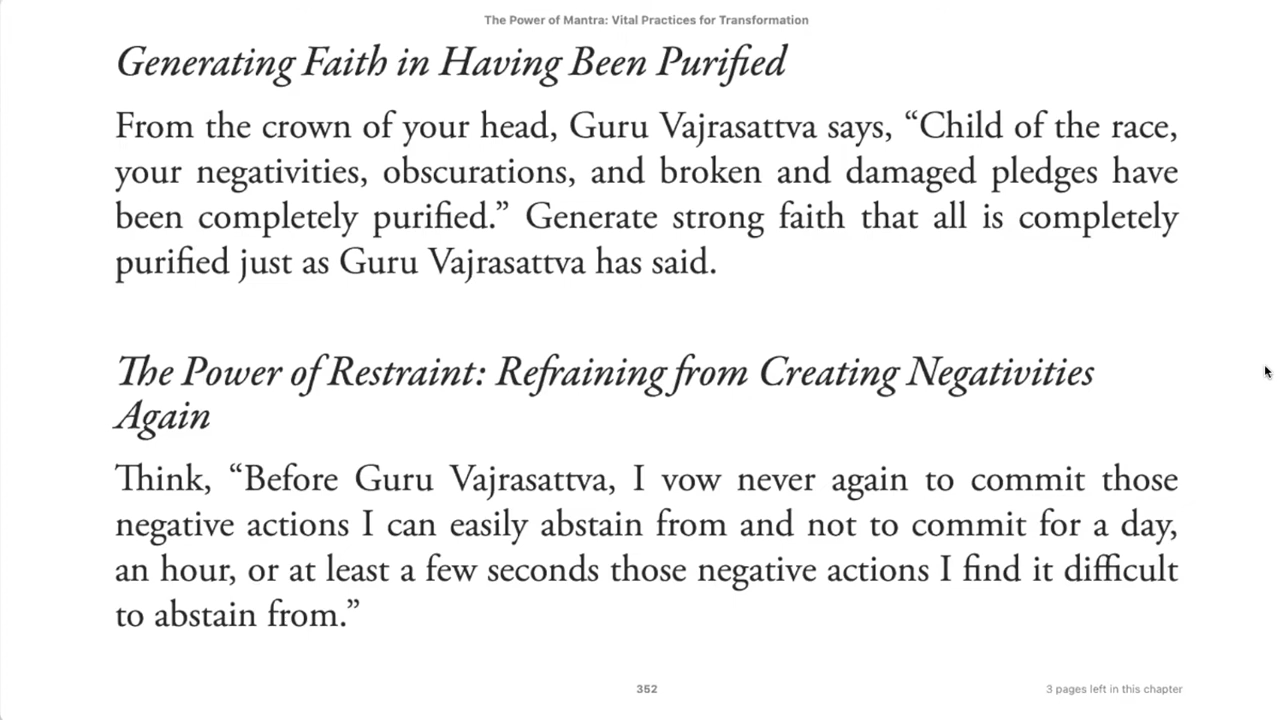 The Power of Mantra: Vital Practices for Transformation
Generating Faith in Having Been Purified
From the crown of your head, Guru Vajrasattva says, “Child of the race,
your negativities, obscurations, and broken and damaged pledges have
been completely purified.” Generate strong faith that all is completely
purified just as Guru Vajrasattva has said.
The Power of Restraint: Refraining from Creating Negativities
Again
Think, “Before Guru Vajrasattva, I vow never again to commit those
negative actions I can easily abstain from and not to commit for a day,
an hour, or at least a few seconds those negative actions I find it difficult
to abstain from.”
352
3 pages left in this chapter